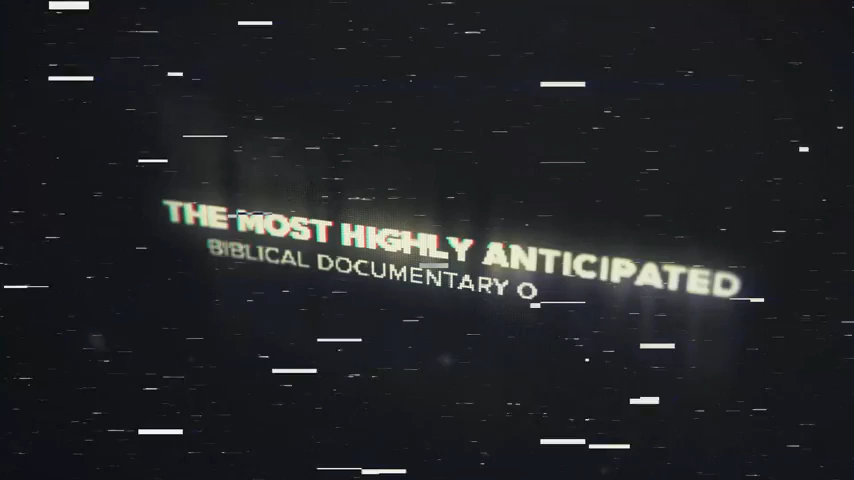 THE MOST HIGHLY ANTICIPATED
BIBLICAL DOCUMENTARY O